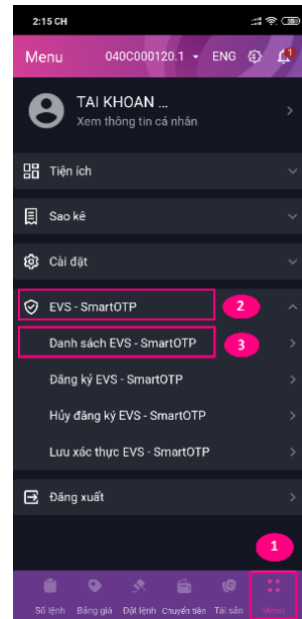 2:15 CH
Menu 040C000120.1 ENG
1
TAI KHOAN ...
Xem thông tin cá nhân
Tiện ích
Sao kê
Cài đặt
EVS - SmartOTP 2
Danh sách EVS - SmartOTP 3
Đăng ký EVS - SmartOTP
Hủy đăng ký EVS - SmartOTP
Lưu xác thực EVS - SmartOTP
Đăng xuất
1
Sổ lệnh Bảng giá Đặt lệnh Chuyển tiền Tài sản Menu